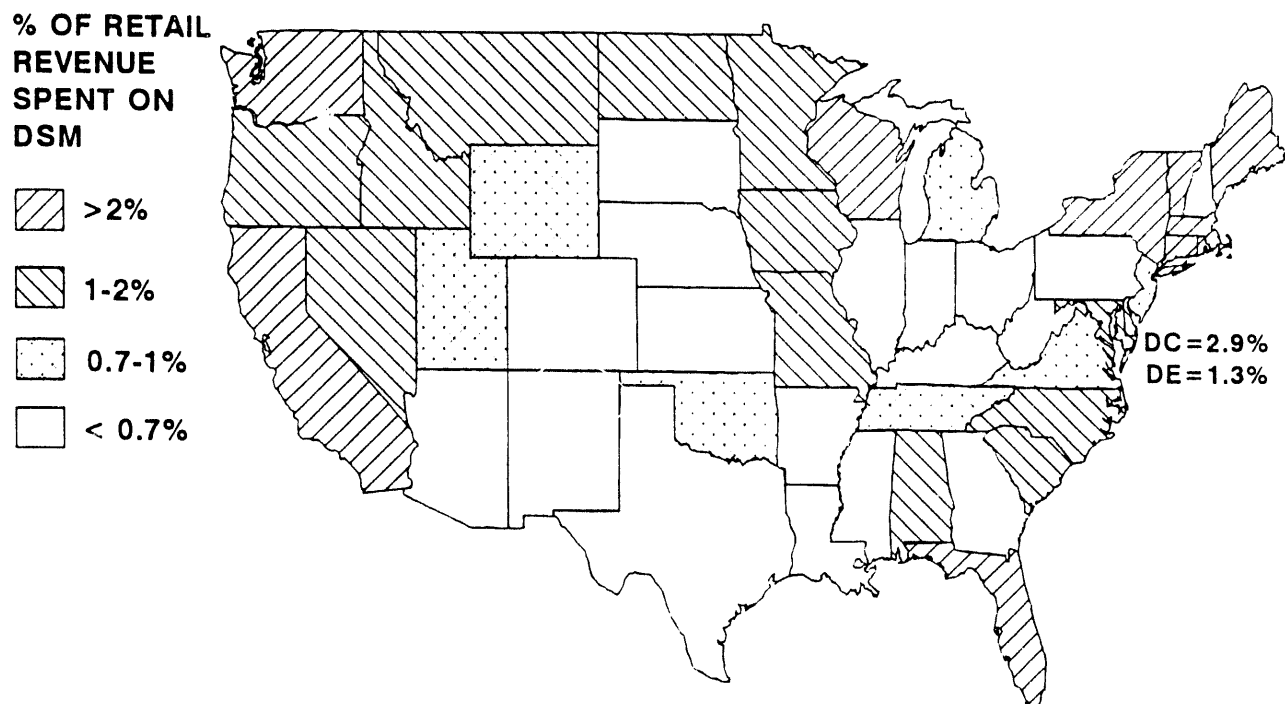 % OF RETAIL
REVENUE
SPENT ON
DSM
>2%
1-2%
0.7-1%
< 0.7%
DC=2.9%
DE=1.3%